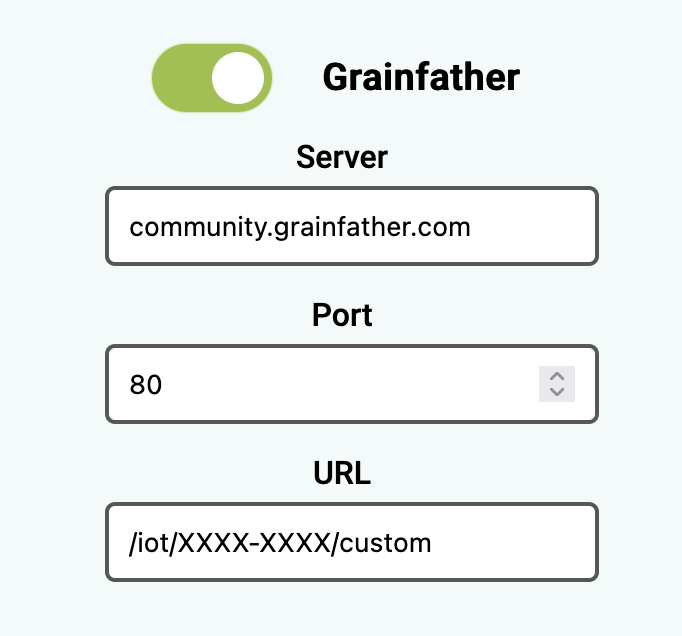 Grainfather
Server
community.grainfather.com
Port
80
URL
/iot/XXXX-XXXX/custom